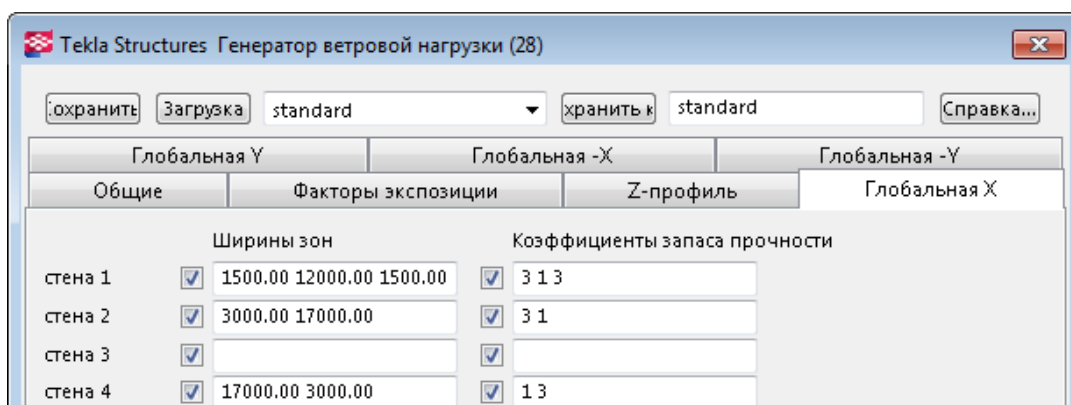 Tekla Structures Генератор ветровой нагрузки (28)
Сохранить Загрузка standard хранить к standard Справка...
Глобальная Y Глобальная -X Глобальная -Y
Общие Факторы экспозиции Z-профиль Глобальная X
Ширины зон Коэффициенты запаса прочности
стена 1 1500.00 12000.00 1500.00 3 1 3
стена 2 3000.00 17000.00 3 1
стена 3
стена 4 17000.00 3000.00 1 3